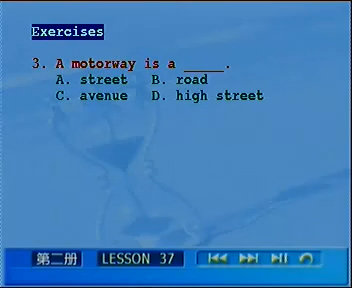 Exercises
3. A motorway is a _____.
A. street B. road
C. avenue D. high street
第二册 LESSON 37